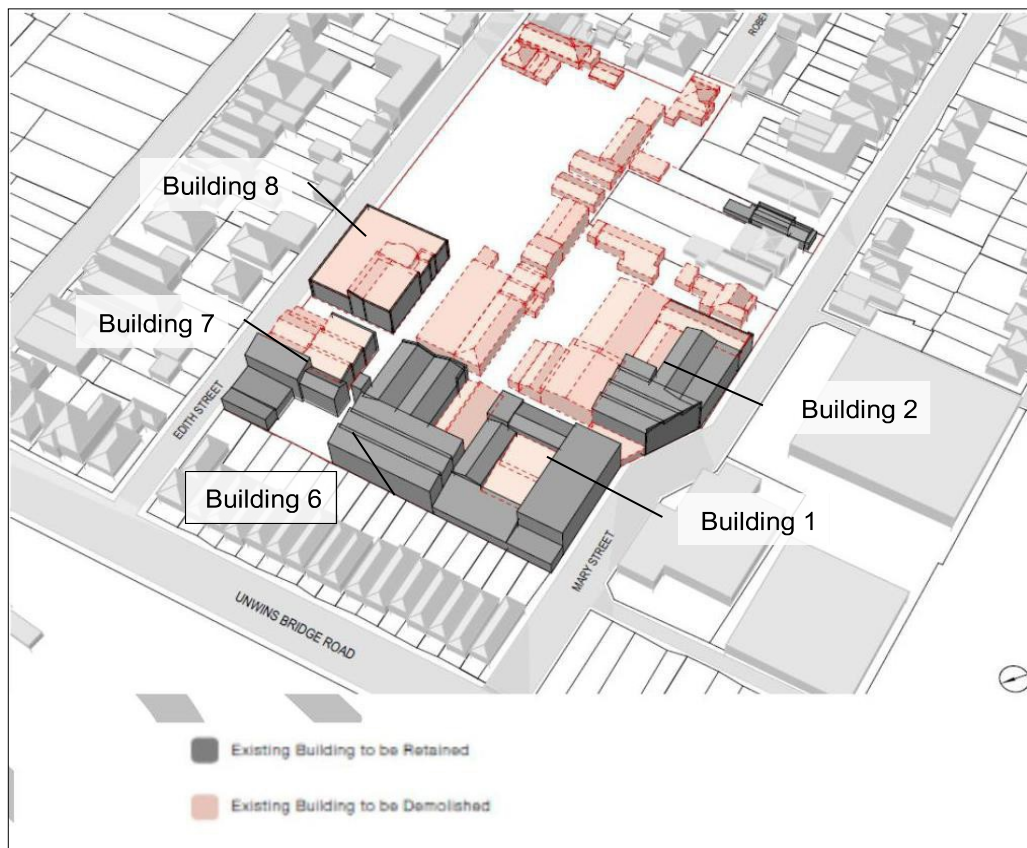 ROBER
Building 8
Building 7
EDITH STREET
Building 2
Building 6
Building 1
MARY STREET
UNWINS BRIDGE ROAD
Existing Building to be Retained
Existing Building to be Demolished